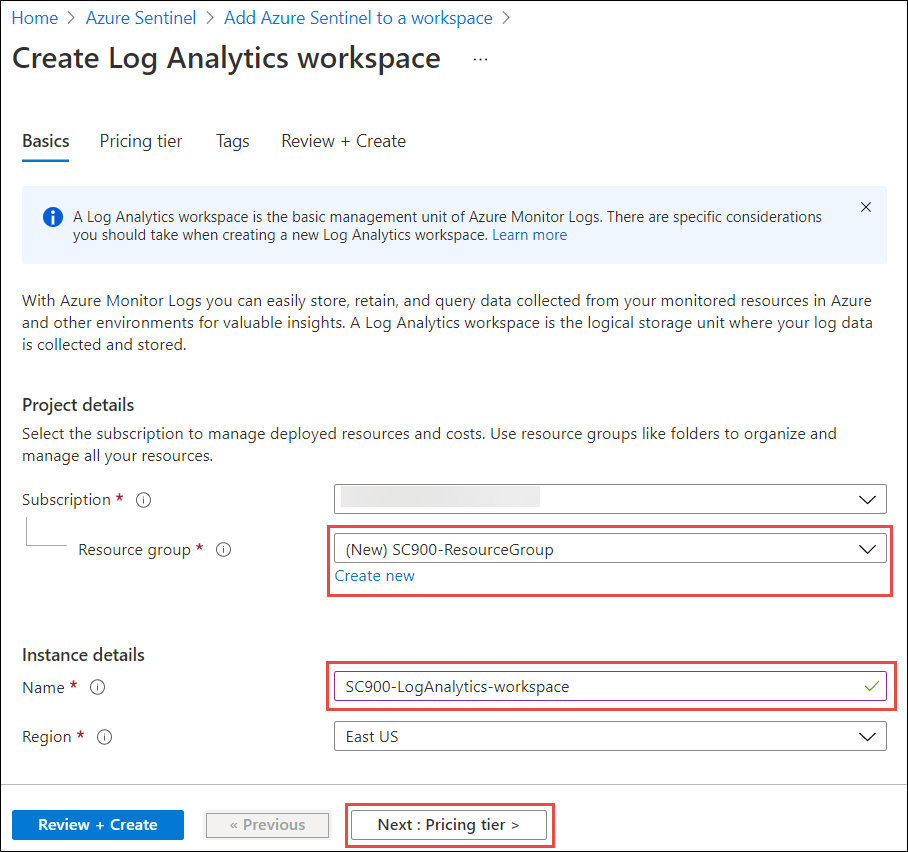 Home > Azure Sentinel > Add Azure Sentinel to a workspace >
Create Log Analytics workspace ...
Basics Pricing tier Tags Review + Create
A Log Analytics workspace is the basic management unit of Azure Monitor Logs. There are specific considerations
you should take when creating a new Log Analytics workspace. Learn more
With Azure Monitor Logs you can easily store, retain, and query data collected from your monitored resources in Azure
and other environments for valuable insights. A Log Analytics workspace is the logical storage unit where your log data
is collected and stored.
Project details
Select the subscription to manage deployed resources and costs. Use resource groups like folders to organize and
manage all your resources.
Subscription *
Resource group * (New) SC900-ResourceGroup
Create new
Instance details
Name * SC900-LogAnalytics-workspace
Region * East US
Review + Create « Previous Next : Pricing tier >